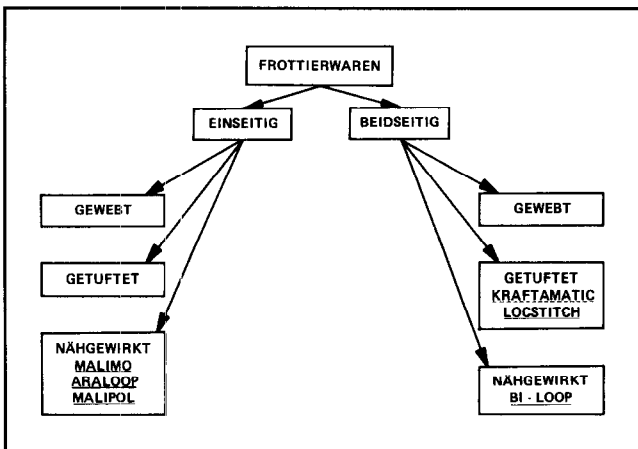 FROTTIERWAREN
EINSEITIG
BEIDSEITIG
GEWEBT
GETUFTET
NÄHGEWIRKT
MALIMO
ARALOOP
MALIPOL
GEWEBT
GETUFTET
KRAFTAMATIC
LOCSTITCH
NÄHGEWIRKT
BI - LOOP